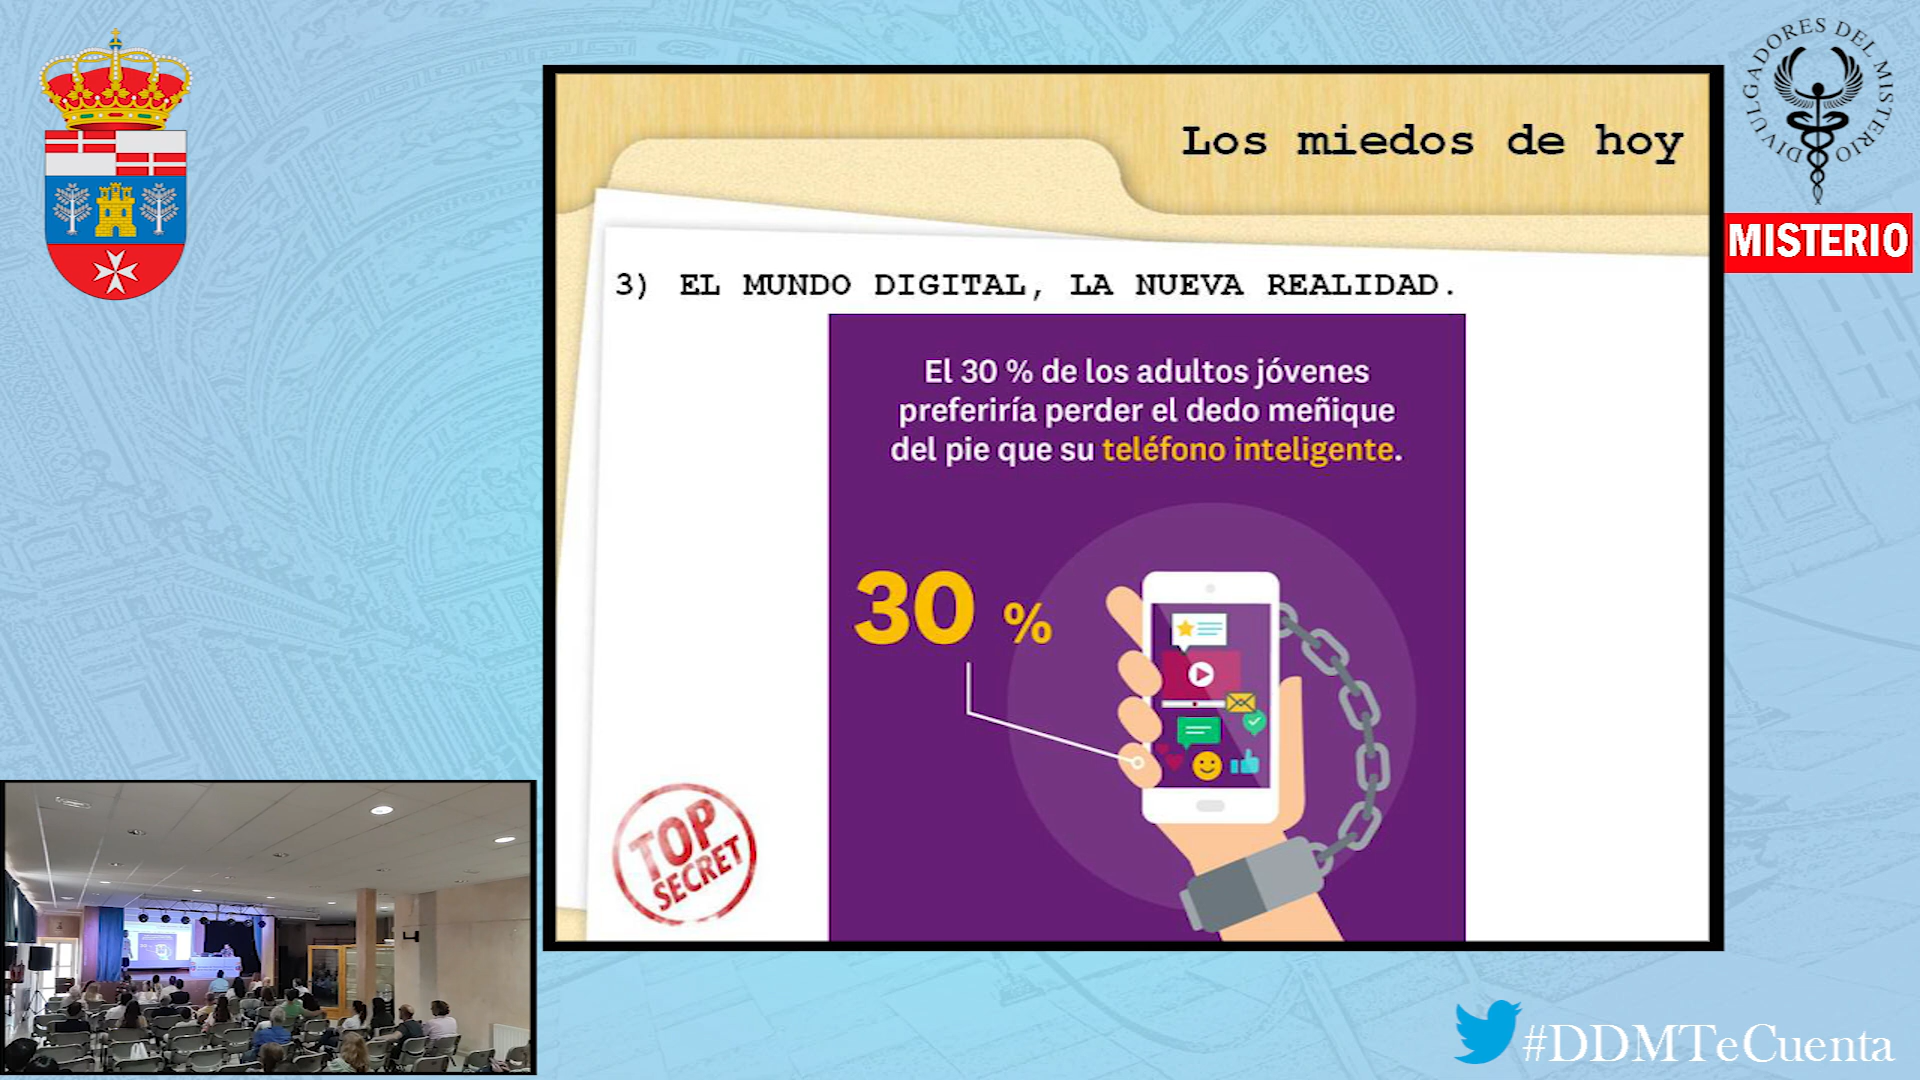 DIVULGADORES DEL MISTERIO
MISTERIO
Los miedos de hoy
3) EL MUNDO DIGITAL, LA NUEVA REALIDAD.
El 30 % de los adultos jóvenes
preferiría perder el dedo meñique
del pie que su teléfono inteligente.
30 %
TOP
SECRET
#DDMTeCuenta